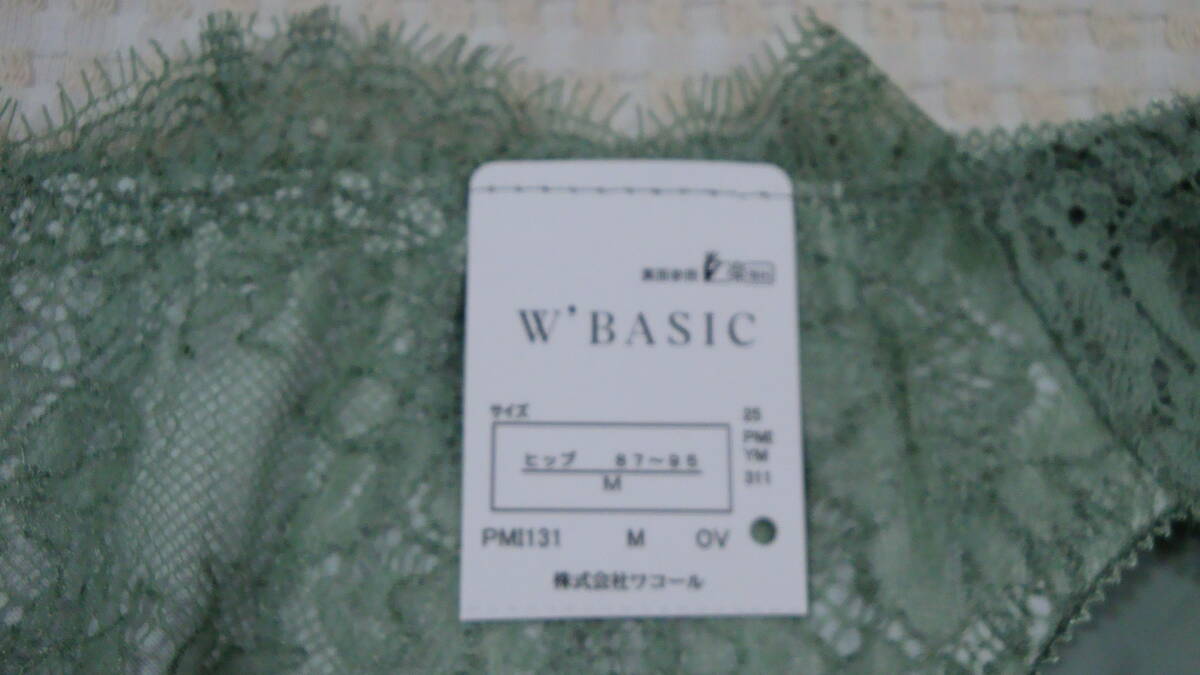 W'BASIC
サイズ
ヒップ 87〜95
M
25
PMI
YM
311
PMI131 M OV
株式会社ワコール